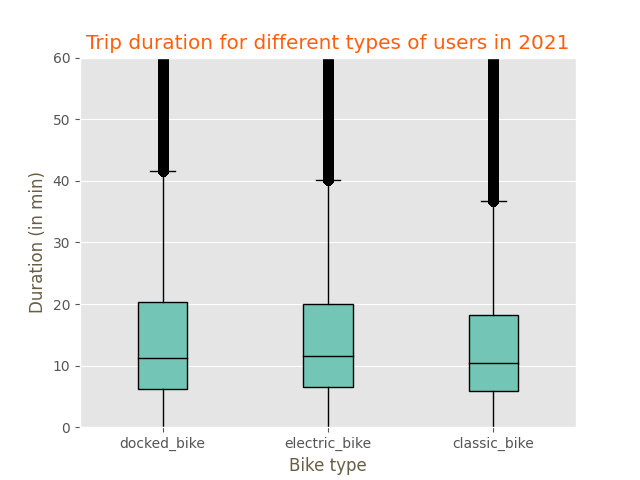 Trip duration for different types of users in 2021
60
50
40
30
20
10
0
Duration (in min)
docked_bike electric_bike classic_bike
Bike type